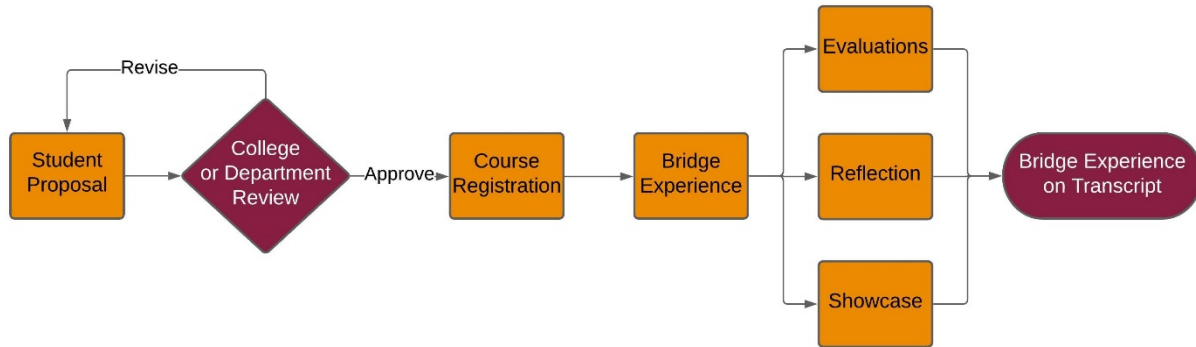 Revise
Student
Proposal
College
or Department
Review
Approve
Course
Registration
Bridge
Experience
Evaluations
Reflection
Showcase
Bridge Experience
on Transcript